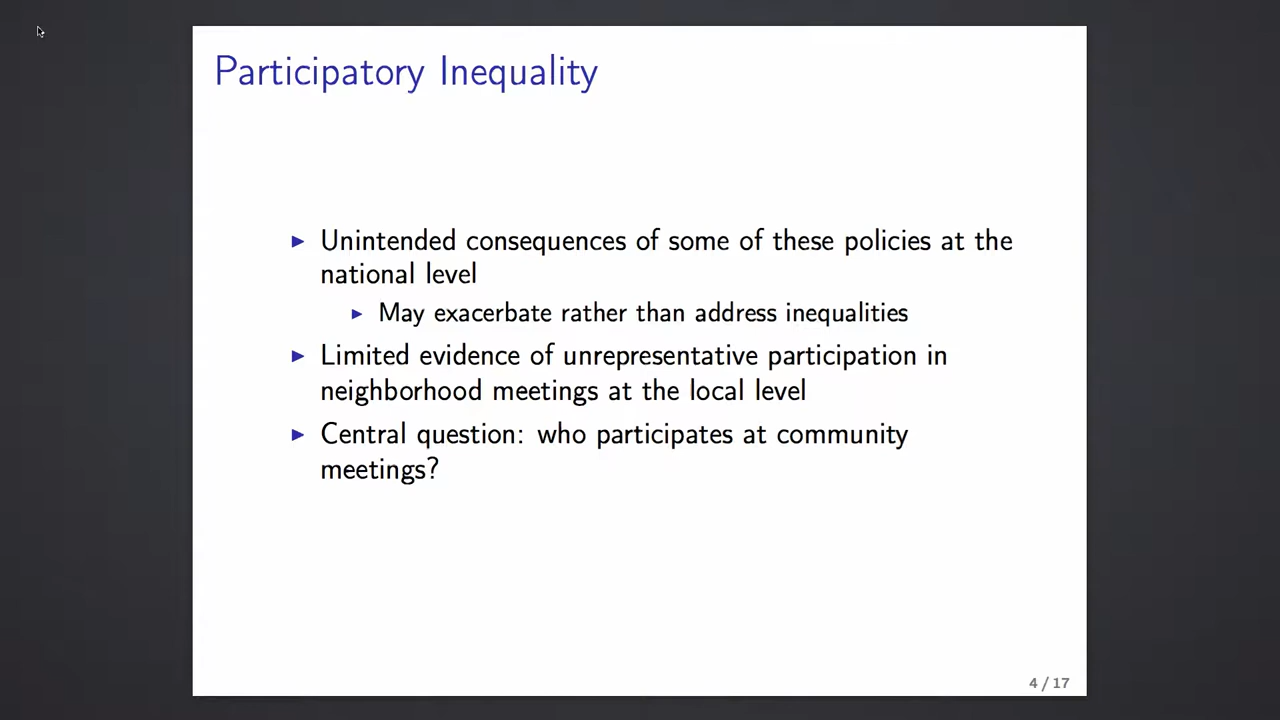 Participatory Inequality
Unintended consequences of some of these policies at the
national level
May exacerbate rather than address inequalities
Limited evidence of unrepresentative participation in
neighborhood meetings at the local level
Central question: who participates at community
meetings?
4 / 17